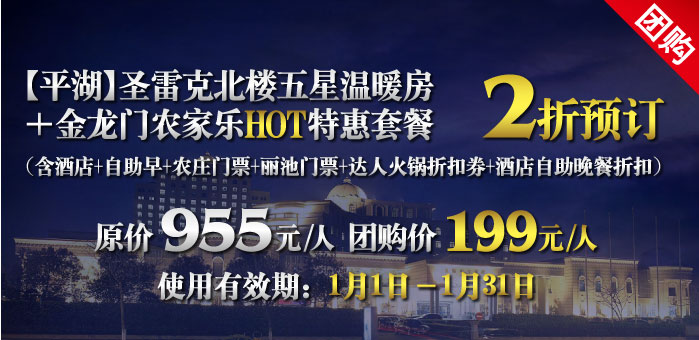 团购
【平湖】圣雷克北楼五星温暖房
＋金龙门农家乐HOT特惠套餐
2折预订
（含酒店+自助早+农庄门票+丽池门票+达人火锅折扣券+酒店自助晚餐折扣）
原价 955元/人 团购价 199元/人
使用有效期：1月1日－1月31日